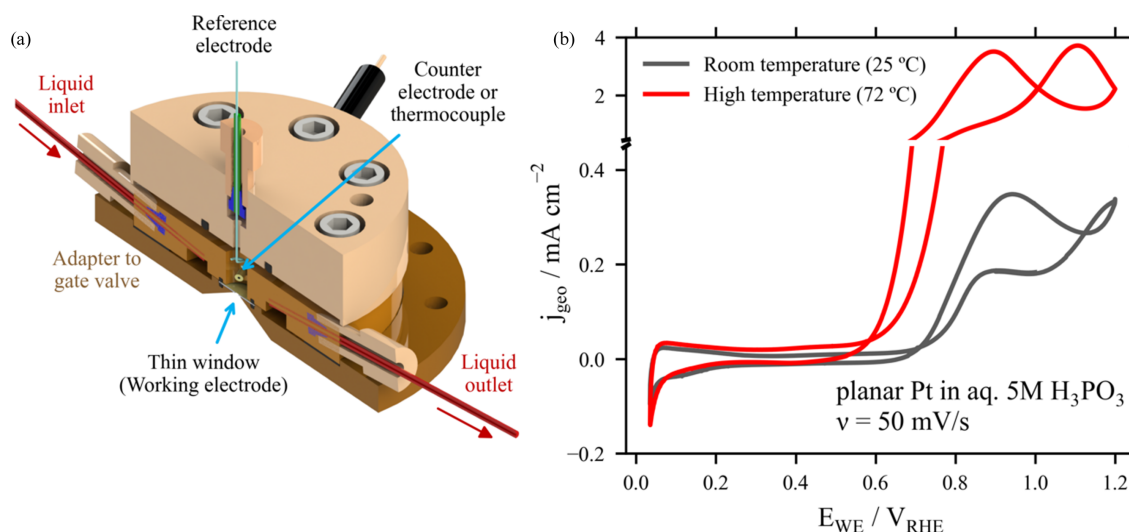 (a)
Reference
electrode
Liquid
inlet
Counter
electrode or
thermocouple
Adapter to
gate valve
Thin window
(Working electrode)
Liquid
outlet
(b)
Room temperature (25 ºC)
High temperature (72 ºC)
4
2
0.4
0.2
0.0
−0.2
j_geo / mA cm⁻²
planar Pt in aq. 5M H₃PO₃
ν = 50 mV/s
0.0 0.2 0.4 0.6 0.8 1.0 1.2
E_WE / V_RHE